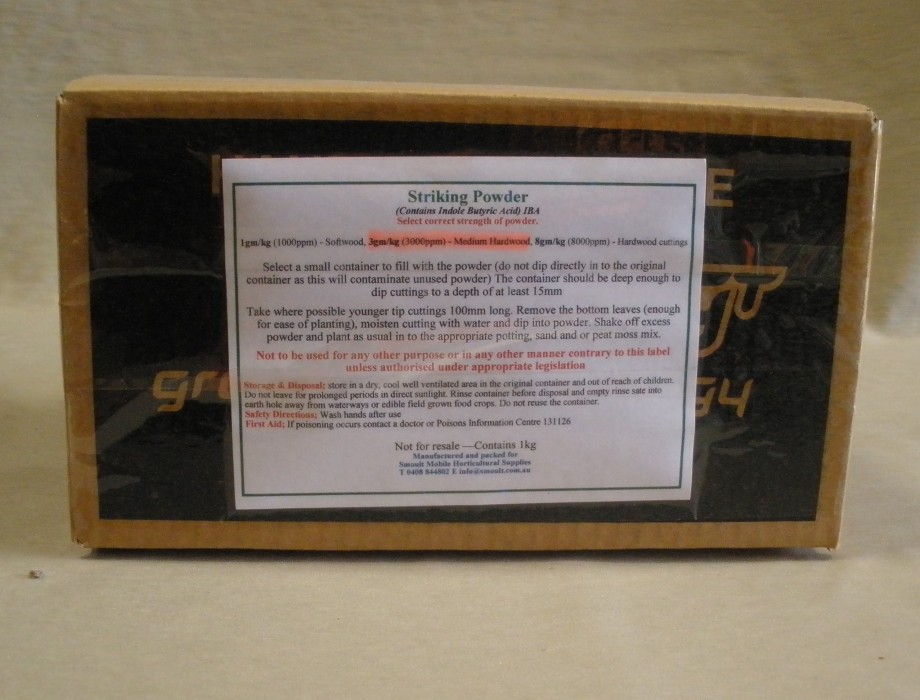 E
Striking Powder
(Contains Indole Butyric Acid) IBA
Select correct strength of powder.
1gm/kg (1000ppm) - Softwood, 3gm/kg (3000ppm) - Medium Hardwood, 8gm/kg (8000ppm) - Hardwood cuttings
Select a small container to fill with the powder (do not dip directly in to the original
container as this will contaminate unused powder) The container should be deep enough to
dip cuttings to a depth of at least 15mm
Take where possible younger tip cuttings 100mm long. Remove the bottom leaves (enough
for ease of planting), moisten cutting with water and dip into powder. Shake off excess
powder and plant as usual in to the appropriate potting, sand and or peat moss mix.
Not to be used for any other purpose or in any other manner contrary to this label
unless authorised under appropriate legislation
gro gy
Storage & Disposal; store in a dry, cool well ventilated area in the original container and out of reach of children.
Do not leave for prolonged periods in direct sunlight. Rinse container before disposal and empty rinse sate into
earth hole away from waterways or edible field grown food crops. Do not reuse the container.
Safety Directions; Wash hands after use
First Aid; If poisoning occurs contact a doctor or Poisons Information Centre 131126
Not for resale —Contains 1kg
Manufactured and packed for
Smoult Mobile Horticultural Supplies
T 0408 844802 E info@smoult.com.au